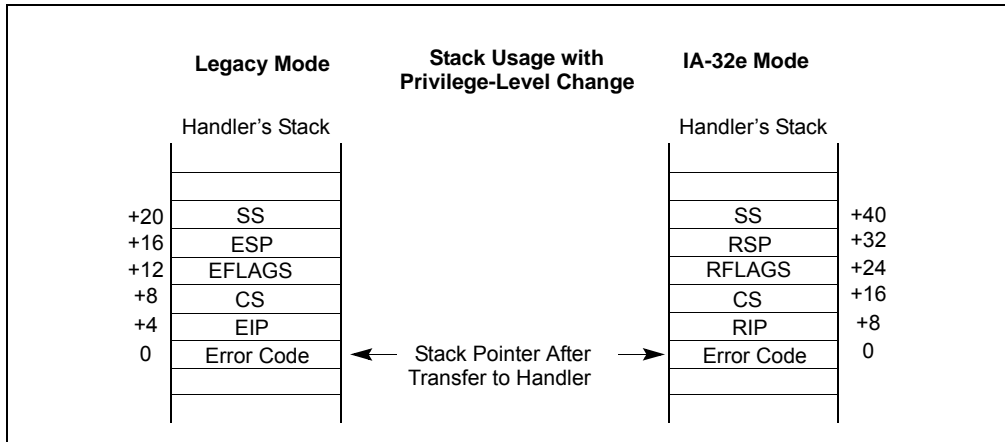 Legacy Mode
Stack Usage with
Privilege-Level Change
IA-32e Mode
Handler’s Stack
Handler’s Stack
+20 SS SS +40
+16 ESP RSP +32
+12 EFLAGS RFLAGS +24
+8 CS CS +16
+4 EIP RIP +8
0 Error Code Stack Pointer After Error Code 0
Transfer to Handler